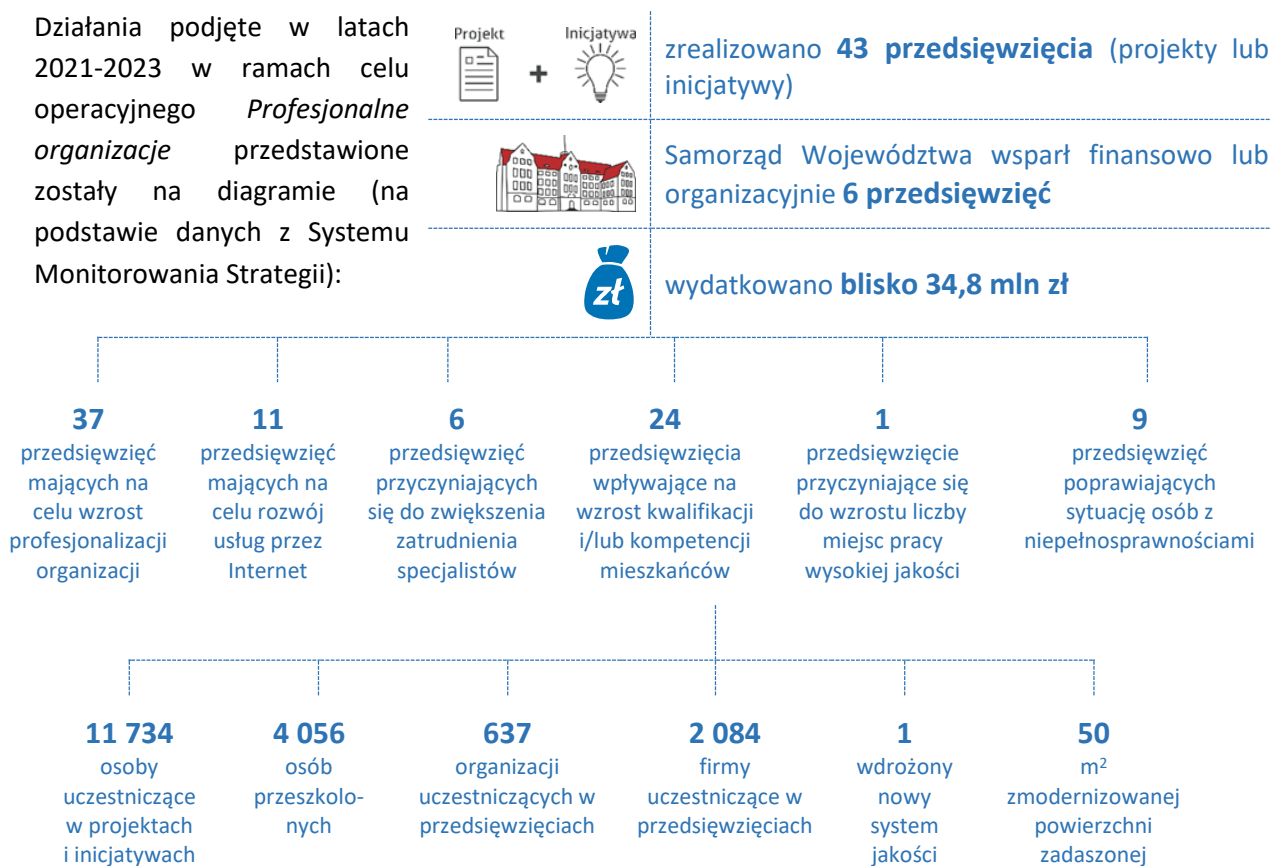 Działania podjęte w latach
2021-2023 w ramach celu
operacyjnego Profesjonalne
organizacje przedstawione
zostały na diagramie (na
podstawie danych z Systemu
Monitorowania Strategii):
Projekt
+
Inicjatywa
zrealizowano 43 przedsięwzięcia (projekty lub
inicjatywy)
Samorząd Województwa wsparł finansowo lub
organizacyjnie 6 przedsięwzięć
zł
wydatkowano blisko 34,8 mln zł
37
przedsięwzięć
mających na
celu wzrost
profesjonalizacji
organizacji
11
przedsięwzięć
mających na
celu rozwój
usług przez
Internet
6
przedsięwzięć
przyczyniających
się do zwiększenia
zatrudnienia
specjalistów
24
przedsięwzięcia
wpływające na
wzrost kwalifikacji
i/lub kompetencji
mieszkańców
1
przedsięwzięcie
przyczyniające się
do wzrostu liczby
miejsc pracy
wysokiej jakości
9
przedsięwzięć
poprawiających
sytuację osób z
niepełnosprawnościami
11 734
osoby
uczestniczące
w projektach
i inicjatywach
4 056
osób
przeszkolo-
nych
637
organizacji
uczestniczących w
przedsięwzięciach
2 084
firmy
uczestniczące w
przedsięwzięciach
1
wdrożony
nowy
system
jakości
50
m²
zmodernizowanej
powierzchni
zadaszonej